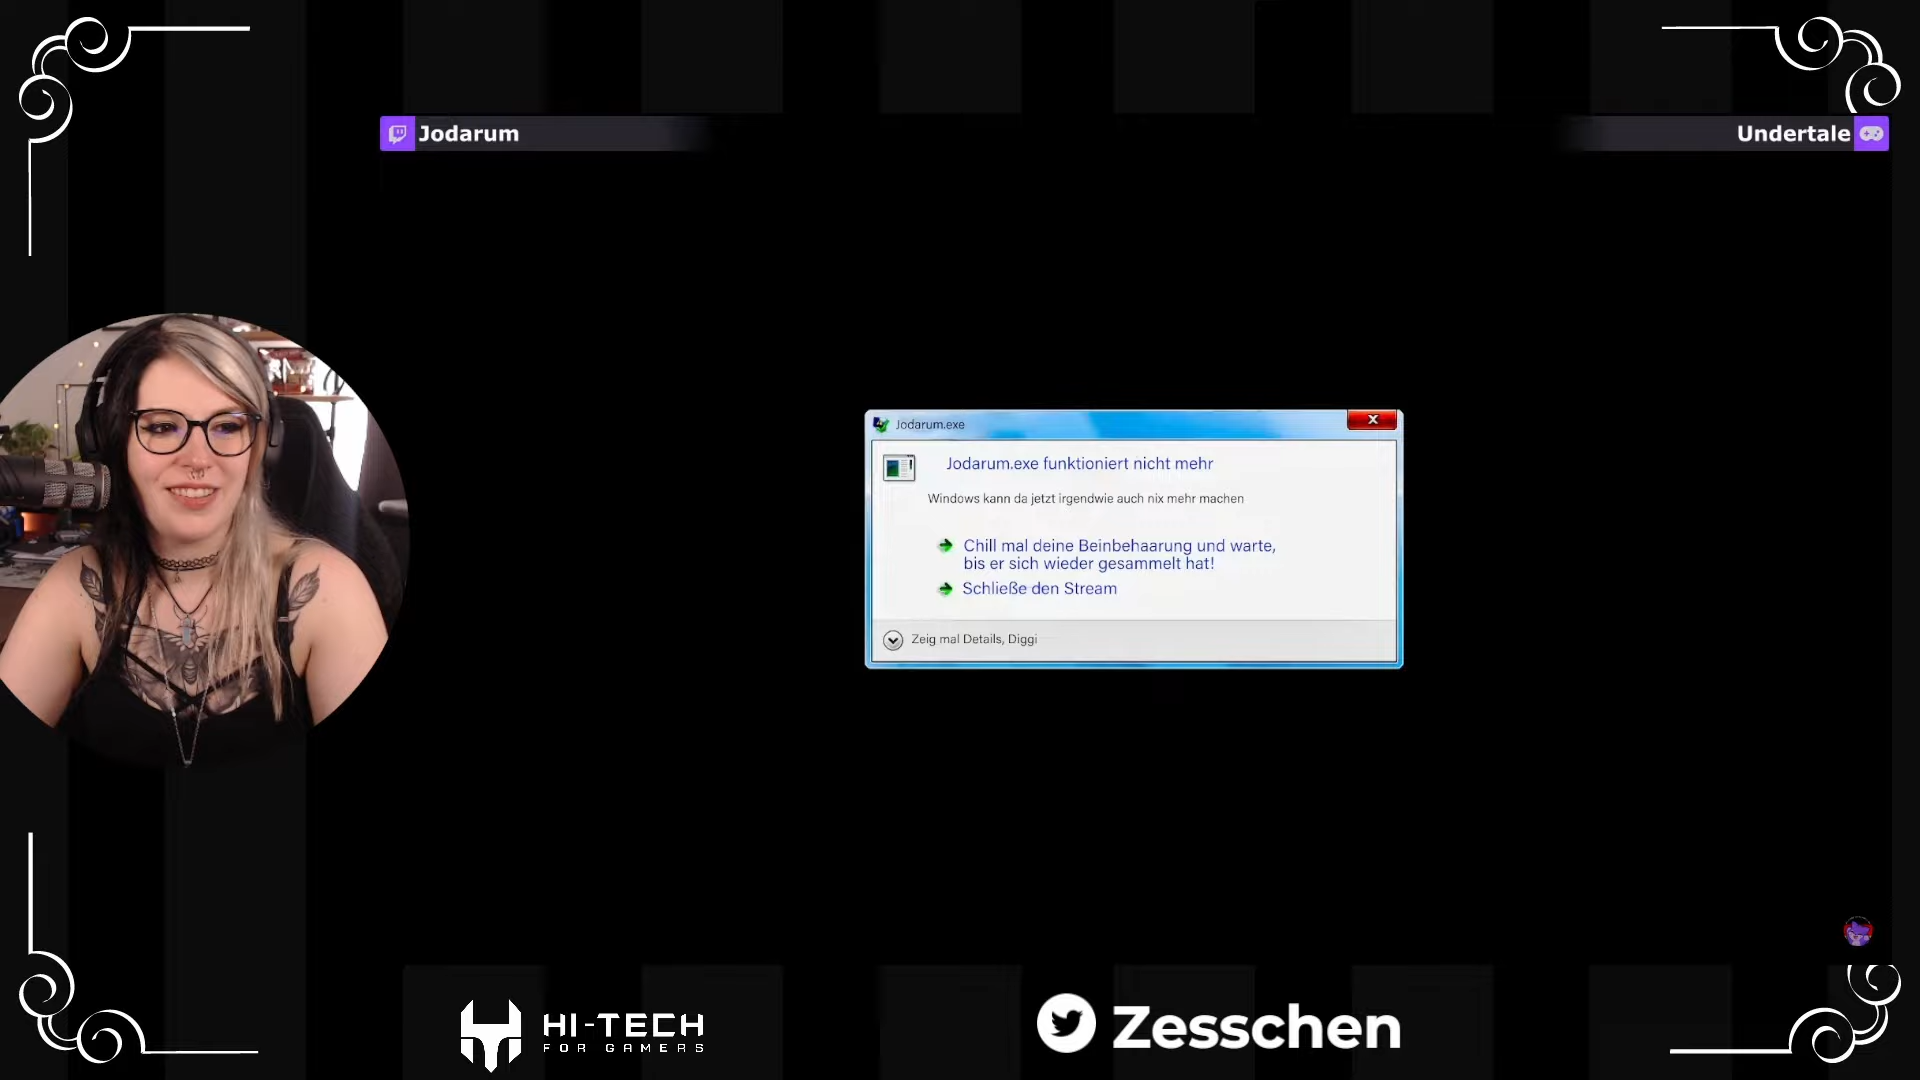 Jodarum
Undertale
Jodarum.exe
X
Jodarum.exe funktioniert nicht mehr
Windows kann da jetzt irgendwie auch nix mehr machen
Chill mal deine Beinbehaarung und warte,
bis er sich wieder gesammelt hat!
Schließe den Stream
Zeig mal Details, Diggi
HI-TECH
FOR GAMERS
Zesschen